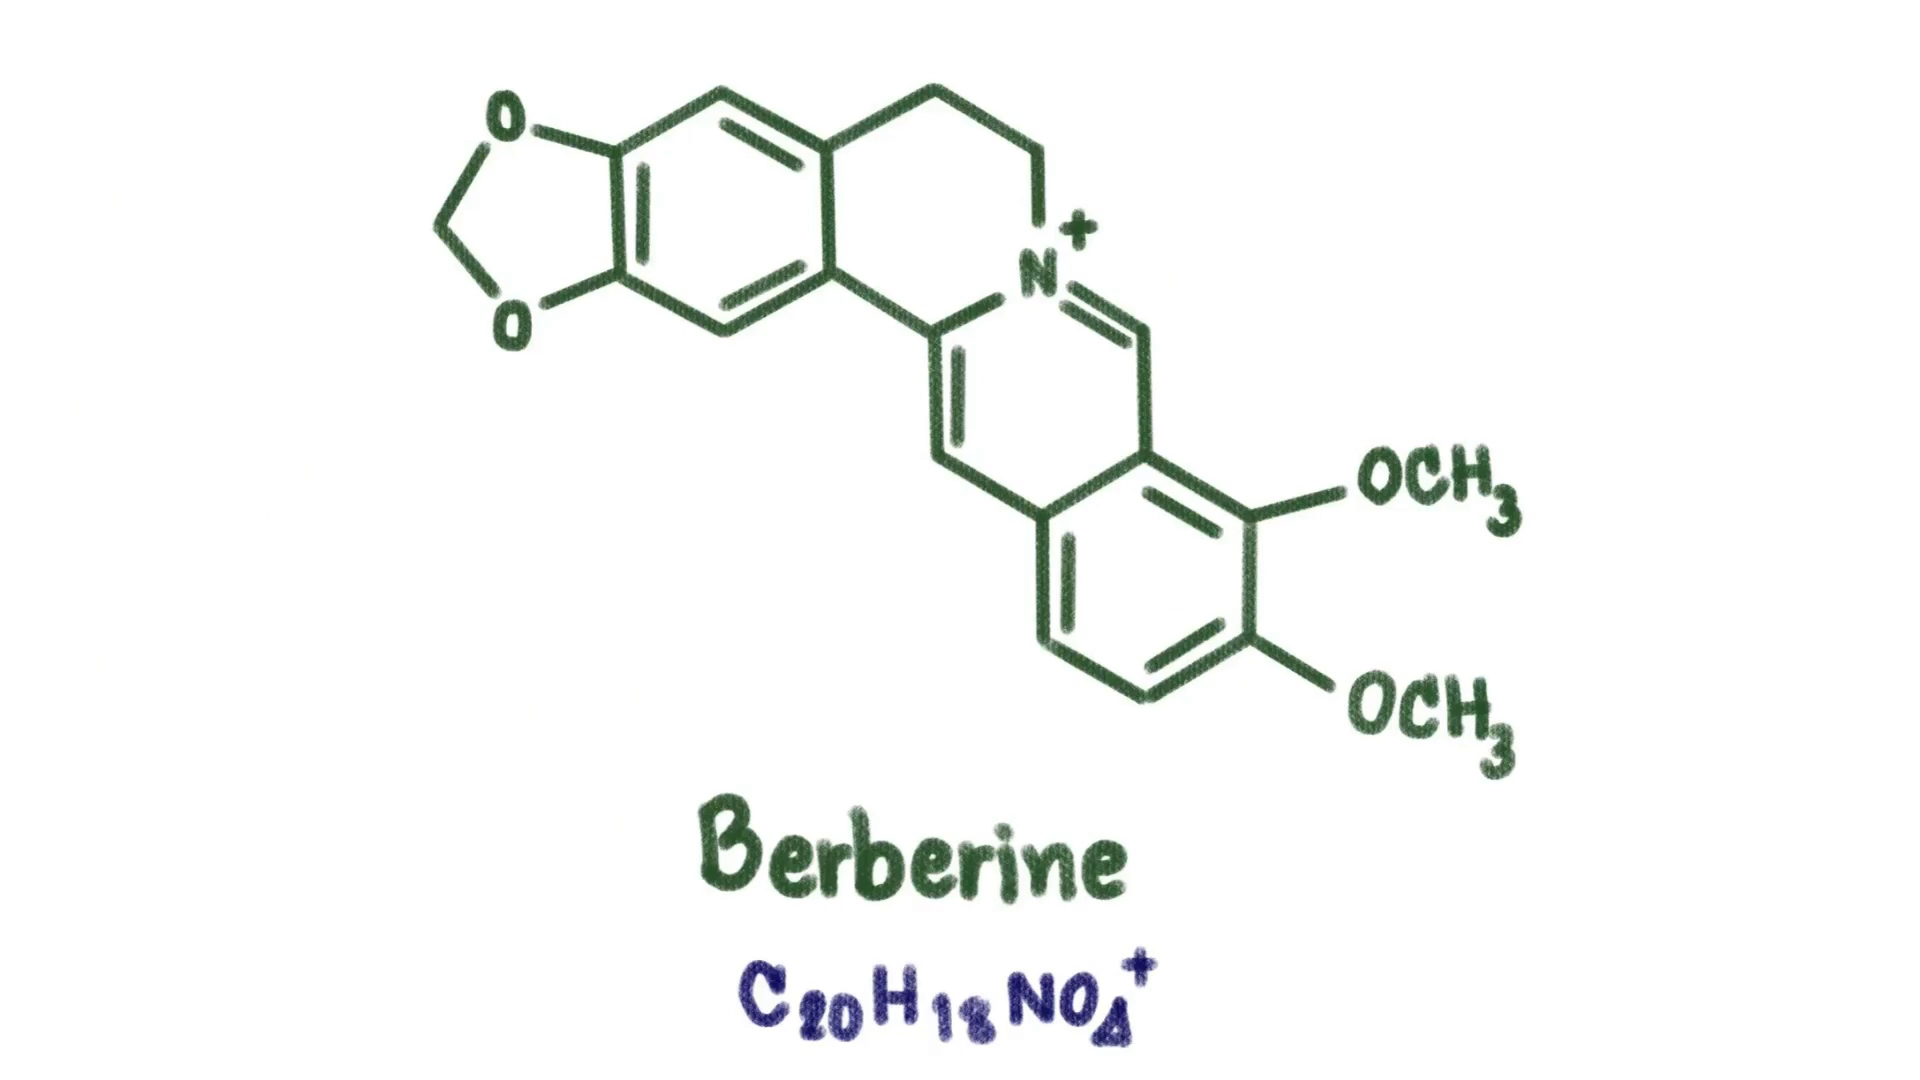 O
O
N+
OCH3
OCH3
Berberine
C20H18NO4+